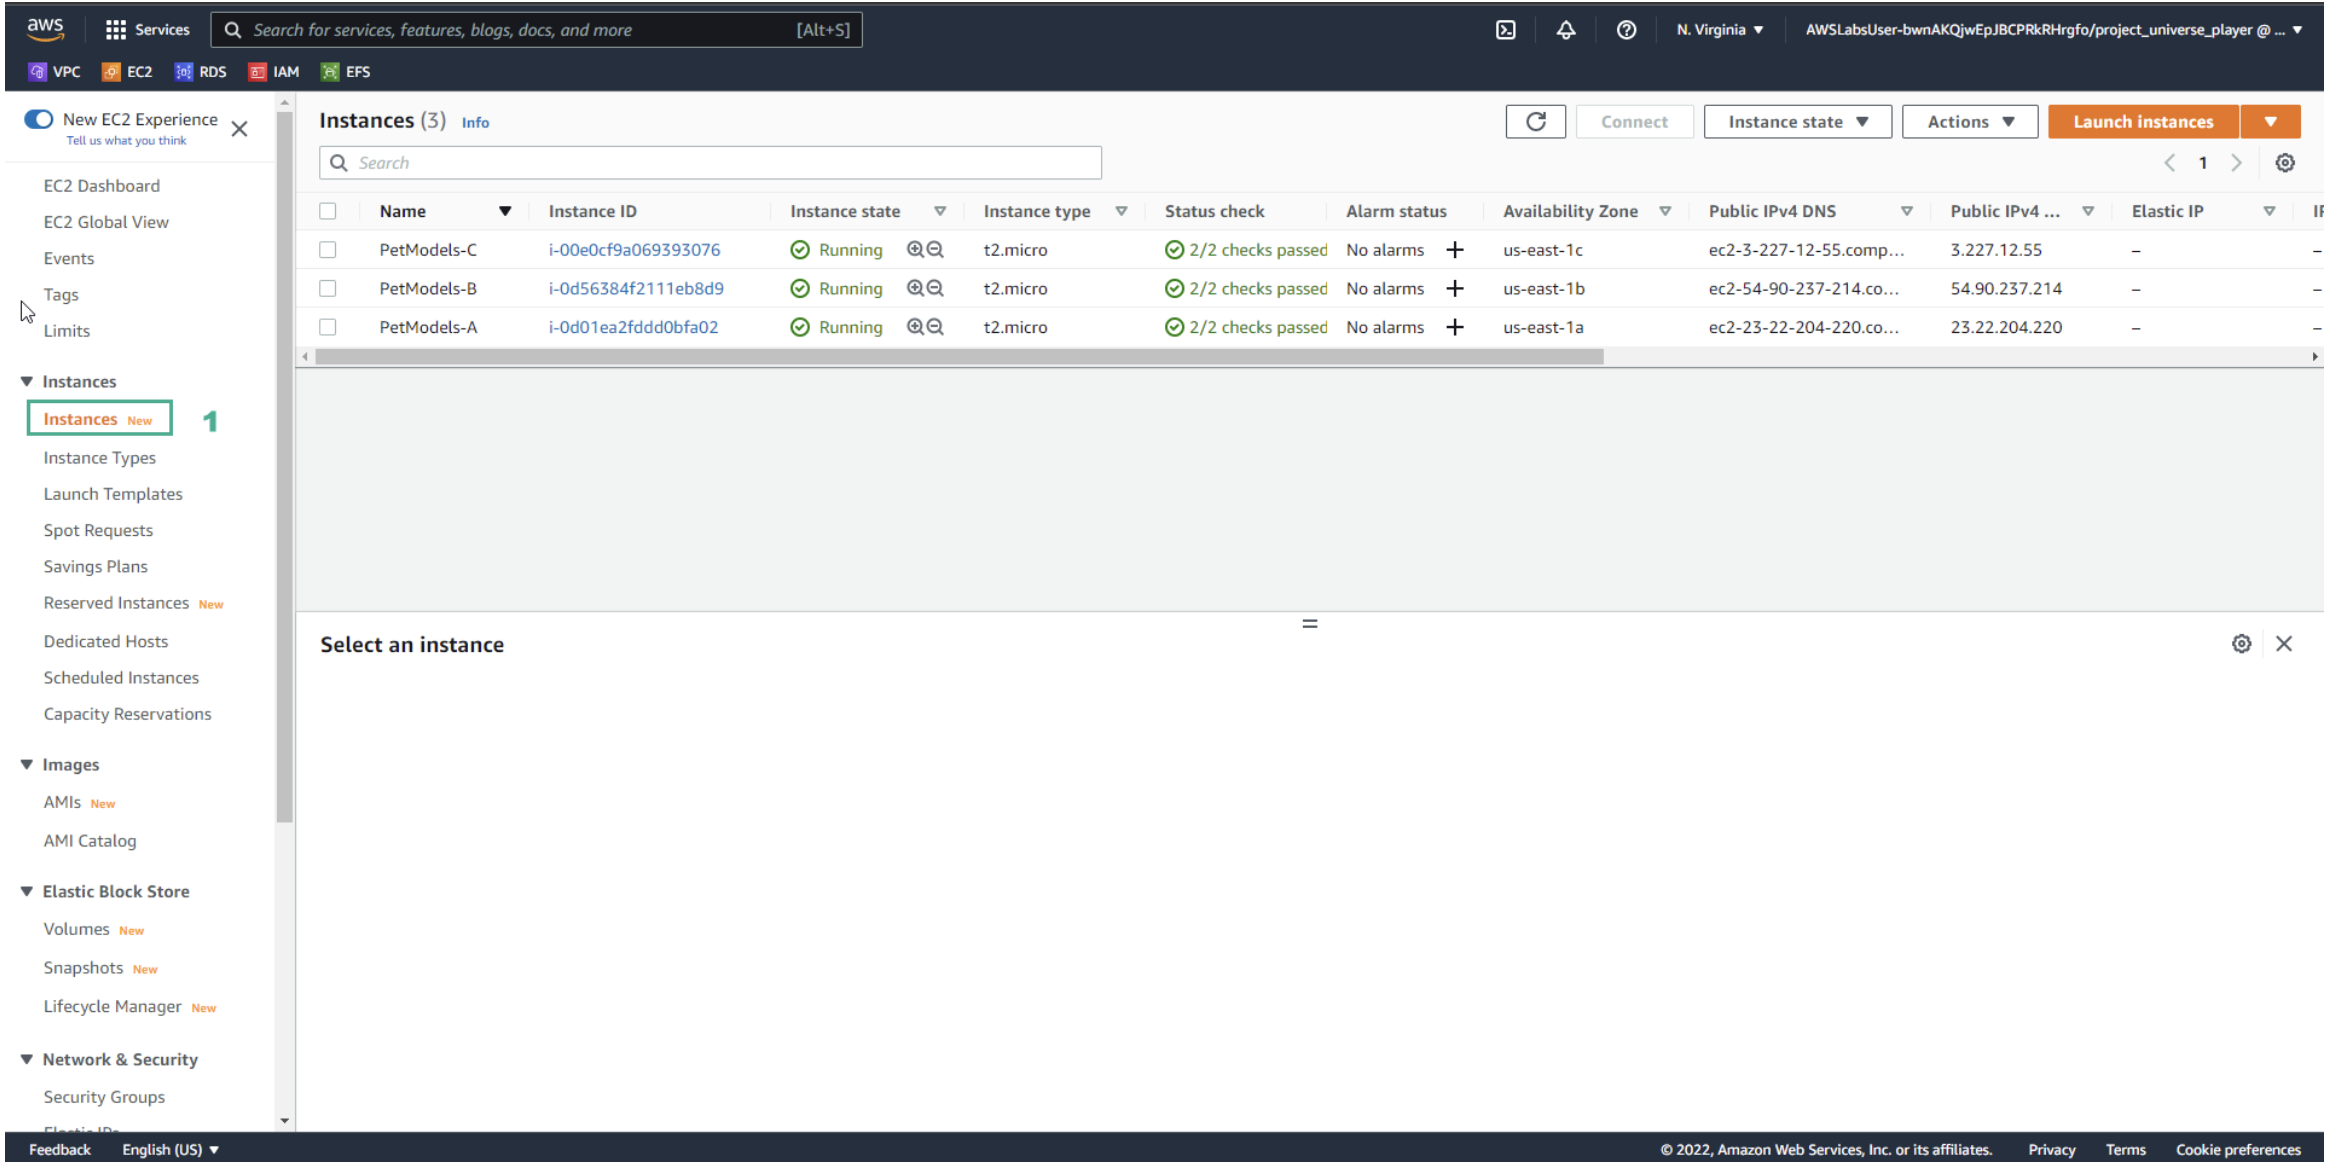 aws Services Search for services, features, blogs, docs, and more [Alt+S] N. Virginia ▼ AWSLabsUser-bwnAKQjwEpJBCPRkRHrgfo/project_universe_player @ ... ▼
VPC EC2 RDS IAM EFS
New EC2 Experience
Tell us what you think
EC2 Dashboard
EC2 Global View
Events
Tags
Limits
Instances
Instances New 1
Instance Types
Launch Templates
Spot Requests
Savings Plans
Reserved Instances New
Dedicated Hosts
Scheduled Instances
Capacity Reservations
Images
AMIs New
AMI Catalog
Elastic Block Store
Volumes New
Snapshots New
Lifecycle Manager New
Network & Security
Security Groups
Instances (3) Info Connect Instance state ▼ Actions ▼ Launch instances ▼
Search < 1 >
Name Instance ID Instance state Instance type Status check Alarm status Availability Zone Public IPv4 DNS Public IPv4 ... Elastic IP
PetModels-C i-00e0cf9a069393076 Running t2.micro 2/2 checks passed No alarms + us-east-1c ec2-3-227-12-55.comp... 3.227.12.55 – –
PetModels-B i-0d56384f2111eb8d9 Running t2.micro 2/2 checks passed No alarms + us-east-1b ec2-54-90-237-214.co... 54.90.237.214 – –
PetModels-A i-0d01ea2fddd0bfa02 Running t2.micro 2/2 checks passed No alarms + us-east-1a ec2-23-22-204-220.co... 23.22.204.220 – –
Select an instance
Feedback English (US) ▼ © 2022, Amazon Web Services, Inc. or its affiliates. Privacy Terms Cookie preferences